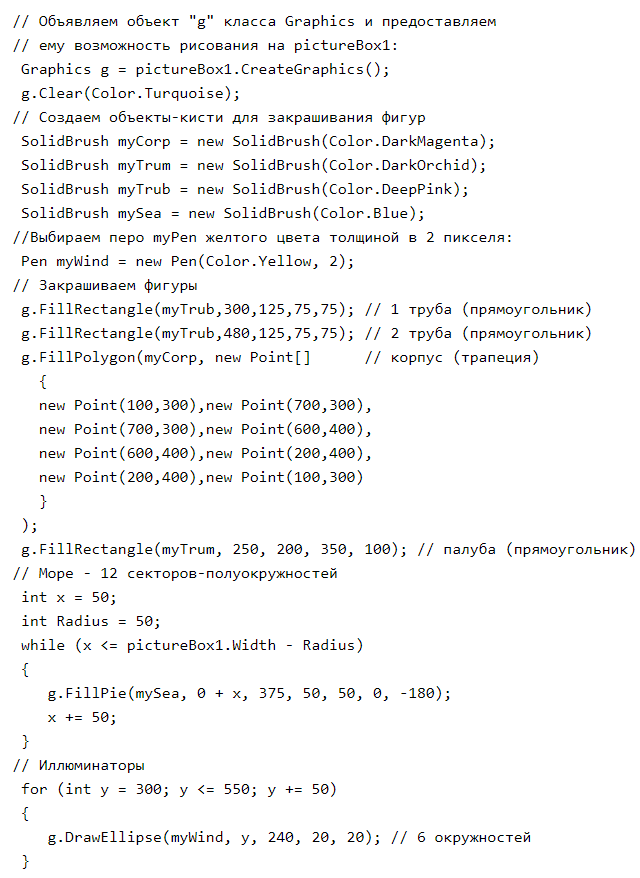 // Объявляем объект "g" класса Graphics и предоставляем
// ему возможность рисования на pictureBox1:
Graphics g = pictureBox1.CreateGraphics();
g.Clear(Color.Turquoise);
// Создаем объекты-кисти для закрашивания фигур
SolidBrush myCorp = new SolidBrush(Color.DarkMagenta);
SolidBrush myTrum = new SolidBrush(Color.DarkOrchid);
SolidBrush myTrub = new SolidBrush(Color.DeepPink);
SolidBrush mySea = new SolidBrush(Color.Blue);
//Выбираем перо myPen желтого цвета толщиной в 2 пикселя:
Pen myWind = new Pen(Color.Yellow, 2);
// Закрашиваем фигуры
g.FillRectangle(myTrub,300,125,75,75); // 1 труба (прямоугольник)
g.FillRectangle(myTrub,480,125,75,75); // 2 труба (прямоугольник)
g.FillPolygon(myCorp, new Point[]      // корпус (трапеция)
{
new Point(100,300),new Point(700,300),
new Point(700,300),new Point(600,400),
new Point(600,400),new Point(200,400),
new Point(200,400),new Point(100,300)
}
);
g.FillRectangle(myTrum, 250, 200, 350, 100); // палуба (прямоугольник)
// Море - 12 секторов-полуокружностей
int x = 50;
int Radius = 50;
while (x <= pictureBox1.Width - Radius)
{
g.FillPie(mySea, 0 + x, 375, 50, 50, 0, -180);
x += 50;
}
// Иллюминаторы
for (int y = 300; y <= 550; y += 50)
{
g.DrawEllipse(myWind, y, 240, 20, 20); // 6 окружностей
}